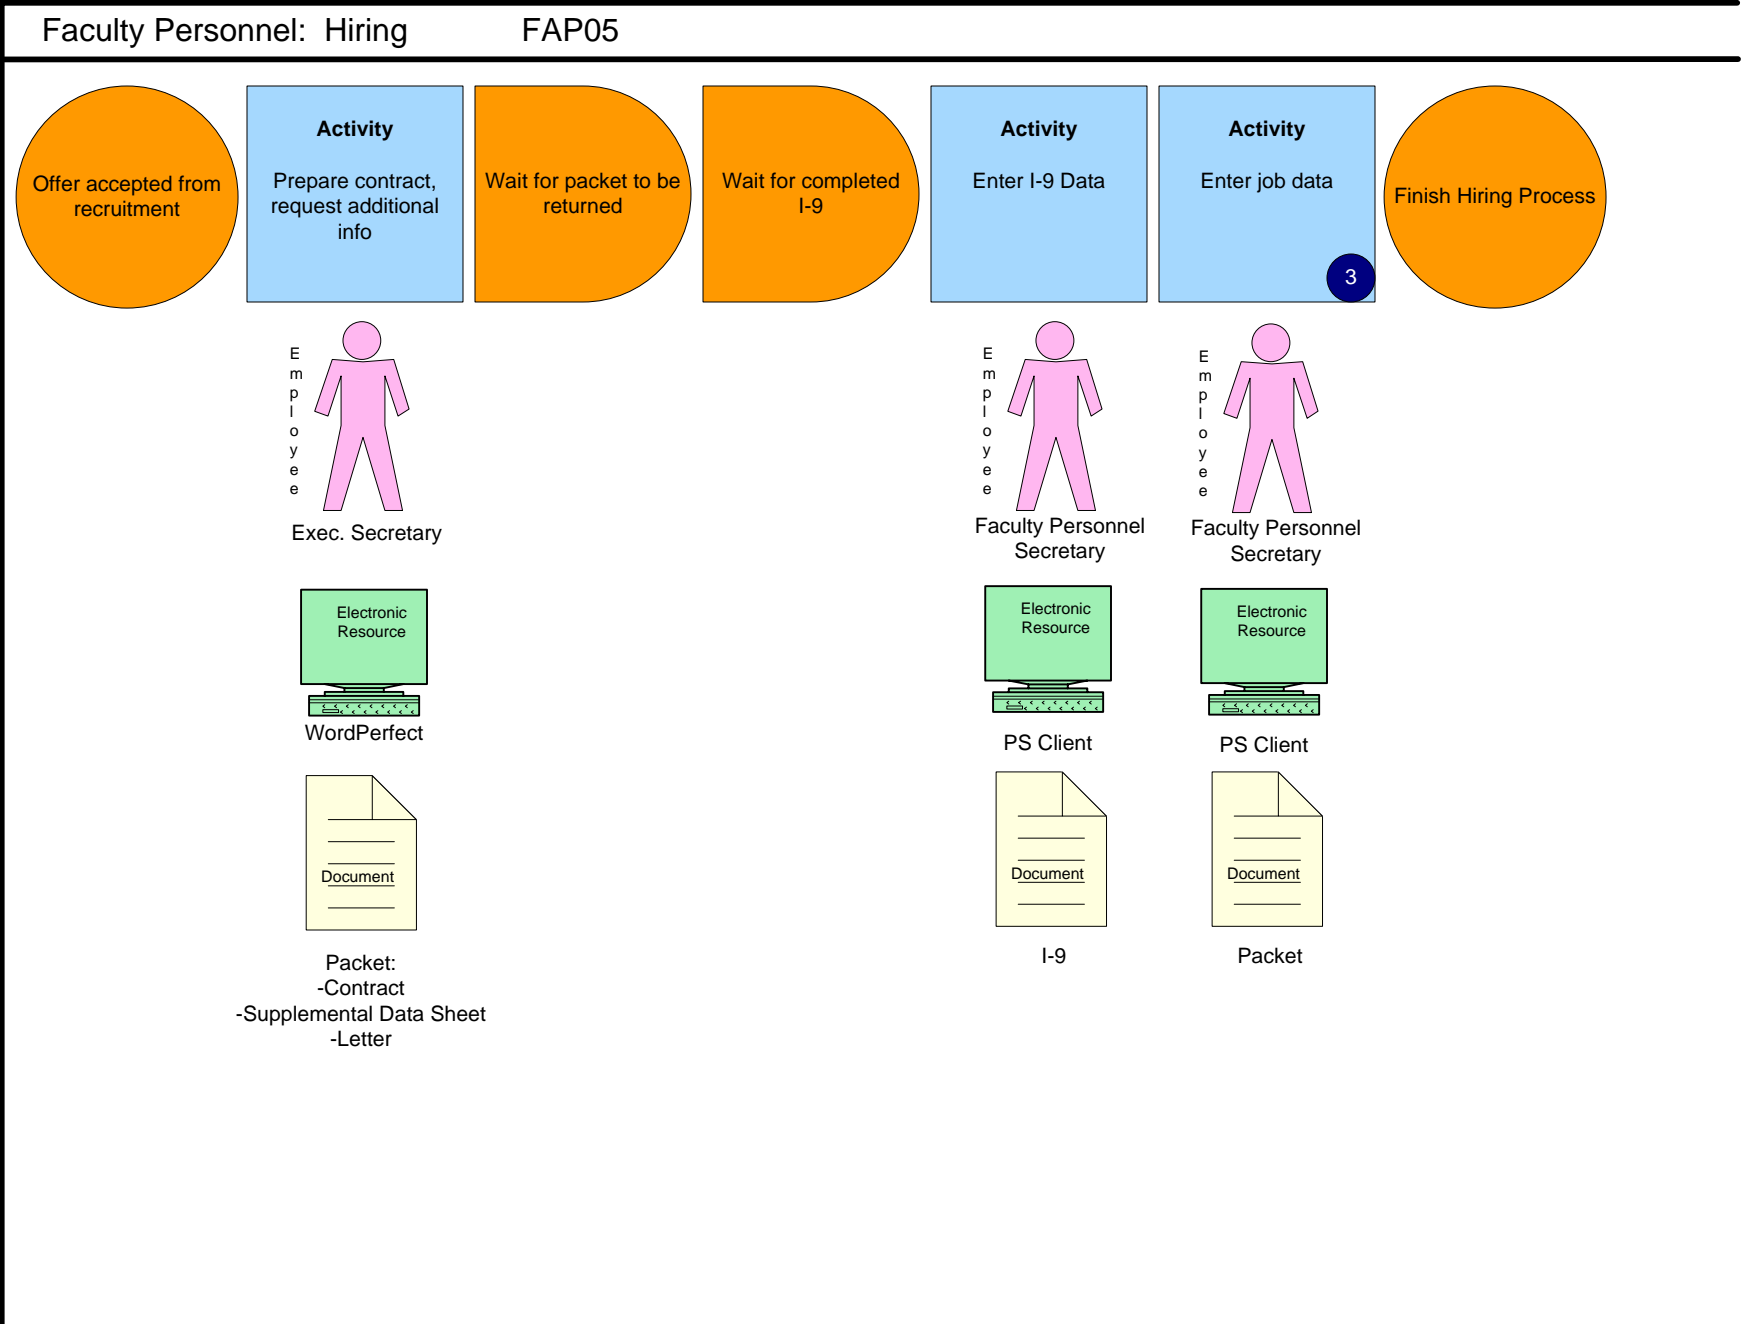 Faculty Personnel: Hiring FAP05
Offer accepted from
recruitment
Activity
Prepare contract,
request additional
info
Wait for packet to be
returned
Wait for completed
I-9
Activity
Enter I-9 Data
Activity
Enter job data
3
Finish Hiring Process
Employee
Exec. Secretary
Employee
Faculty Personnel
Secretary
Employee
Faculty Personnel
Secretary
Electronic
Resource
WordPerfect
Electronic
Resource
PS Client
Electronic
Resource
PS Client
Document
Packet:
-Contract
-Supplemental Data Sheet
-Letter
Document
I-9
Document
Packet